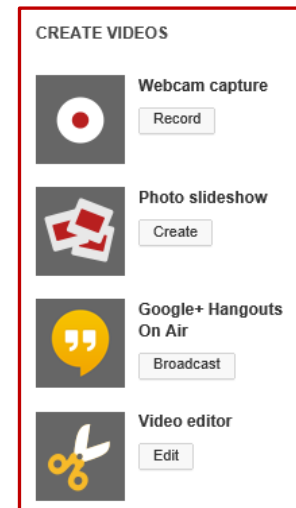 CREATE VIDEOS
Webcam capture
Record
Photo slideshow
Create
Google+ Hangouts
On Air
Broadcast
Video editor
Edit